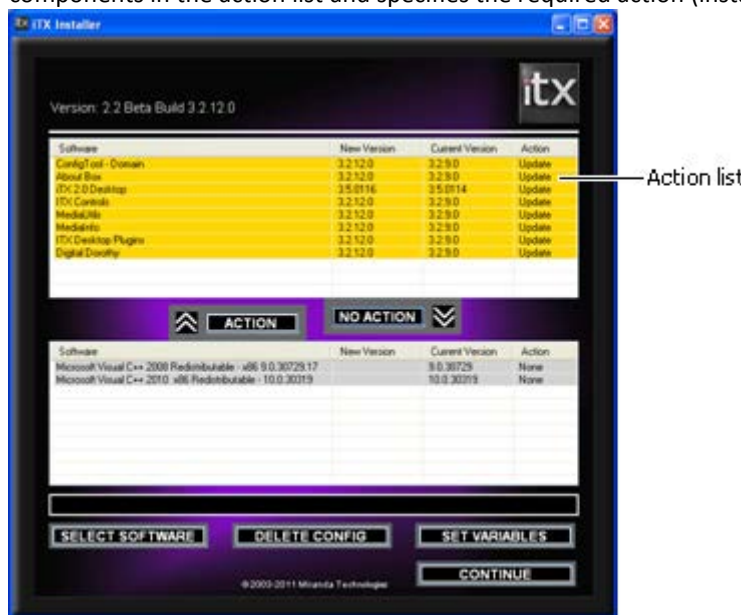 components in the action list and specifies the required action (Inst
iTX Installer
itx
Version: 2.2 Beta Build 3.2.12.0
Software New Version Current Version Action
ConfigTool - Domain 3.2.12.0 3.2.9.0 Update
About Box 3.2.12.0 3.2.9.0 Update
iTX 2.0 Desktop 3.5.0116 3.5.0114 Update
ITX Controls 3.2.12.0 3.2.9.0 Update
MediaUtils 3.2.12.0 3.2.9.0 Update
MediaInfo 3.2.12.0 3.2.9.0 Update
ITX Desktop Plugins 3.2.12.0 3.2.9.0 Update
Digital Dorothy 3.2.12.0 3.2.9.0 Update
Action list
ACTION NO ACTION
Software New Version Current Version Action
Microsoft Visual C++ 2008 Redistributable - x86 9.0.30729.17 9.0.30729 None
Microsoft Visual C++ 2010 x86 Redistributable - 10.0.30319 10.0.30319 None
SELECT SOFTWARE DELETE CONFIG SET VARIABLES
CONTINUE
©2003-2011 Miranda Technologies